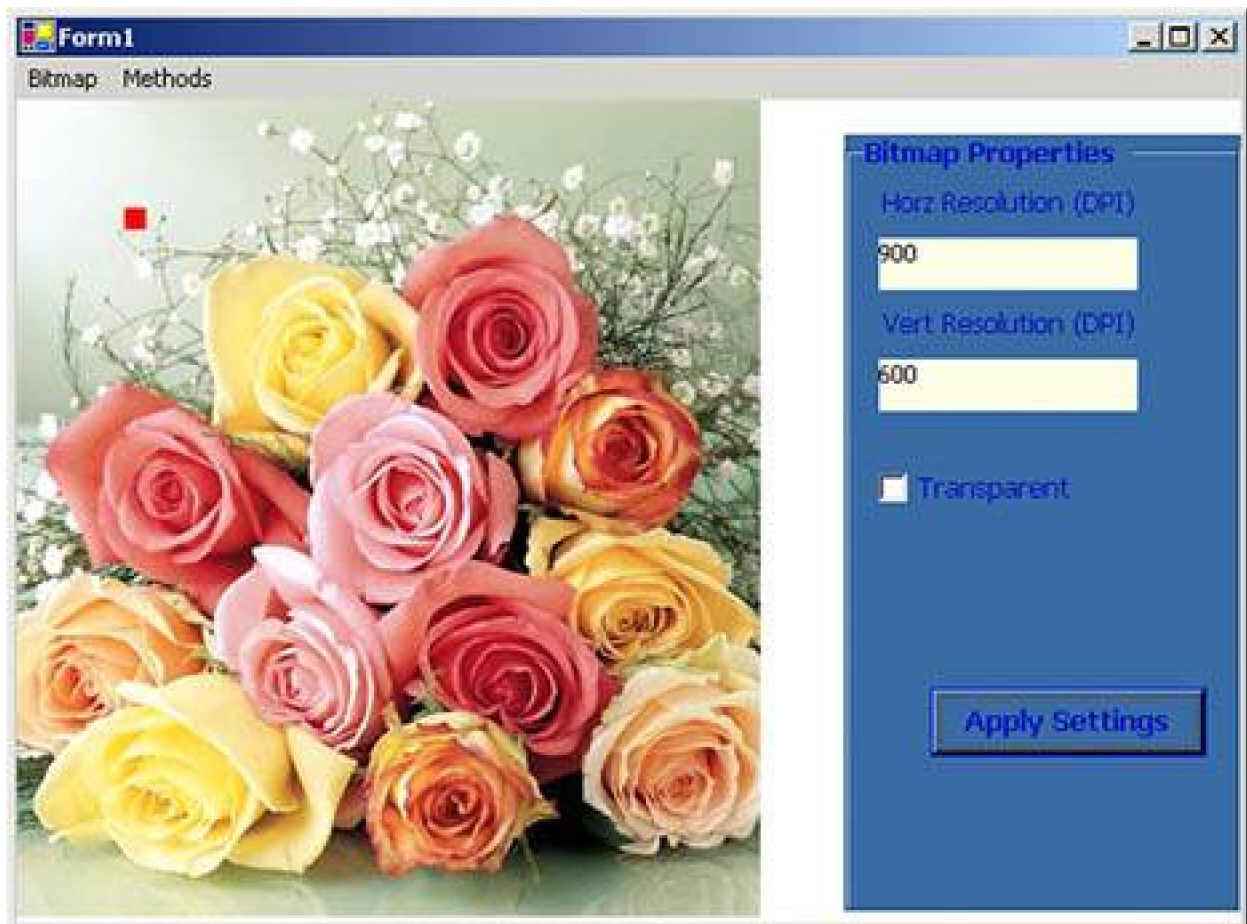 Form1
Bitmap Methods
Bitmap Properties
Horz Resolution (DPI)
900
Vert Resolution (DPI)
600
Transparent
Apply Settings